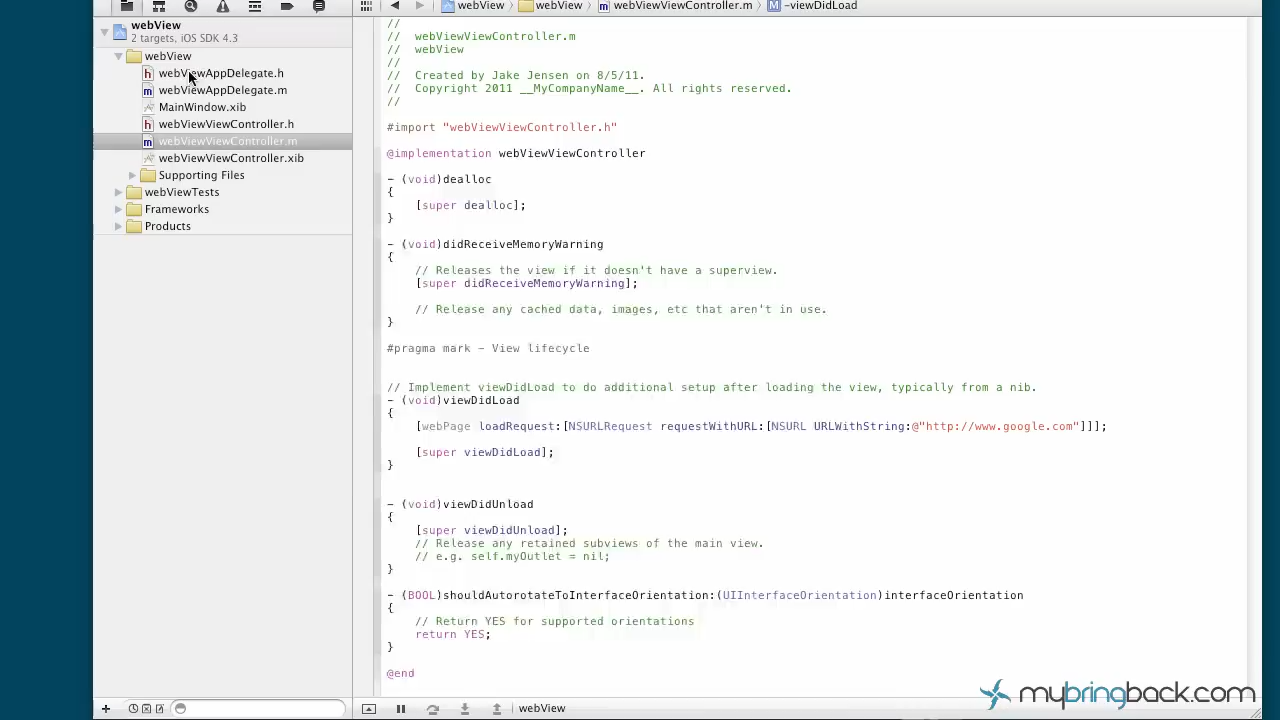 webView
webView
webViewViewController.m
-viewDidLoad
webView
2 targets, iOS SDK 4.3
webView
webViewAppDelegate.h
webViewAppDelegate.m
MainWindow.xib
webViewViewController.h
webViewViewController.m
webViewViewController.xib
Supporting Files
webViewTests
Frameworks
Products
//
//  webViewViewController.m
//  webView
//
//  Created by Jake Jensen on 8/5/11.
//  Copyright 2011 __MyCompanyName__. All rights reserved.
//
#import "webViewViewController.h"
@implementation webViewViewController
- (void)dealloc
{
[super dealloc];
}
- (void)didReceiveMemoryWarning
{
// Releases the view if it doesn't have a superview.
[super didReceiveMemoryWarning];
// Release any cached data, images, etc that aren't in use.
}
#pragma mark - View lifecycle
// Implement viewDidLoad to do additional setup after loading the view, typically from a nib.
- (void)viewDidLoad
{
[webPage loadRequest:[NSURLRequest requestWithURL:[NSURL URLWithString:@"http://www.google.com"]]];
[super viewDidLoad];
}
- (void)viewDidUnload
{
[super viewDidUnload];
// Release any retained subviews of the main view.
// e.g. self.myOutlet = nil;
}
- (BOOL)shouldAutorotateToInterfaceOrientation:(UIInterfaceOrientation)interfaceOrientation
{
// Return YES for supported orientations
return YES;
}
@end
webView
mybringback.com